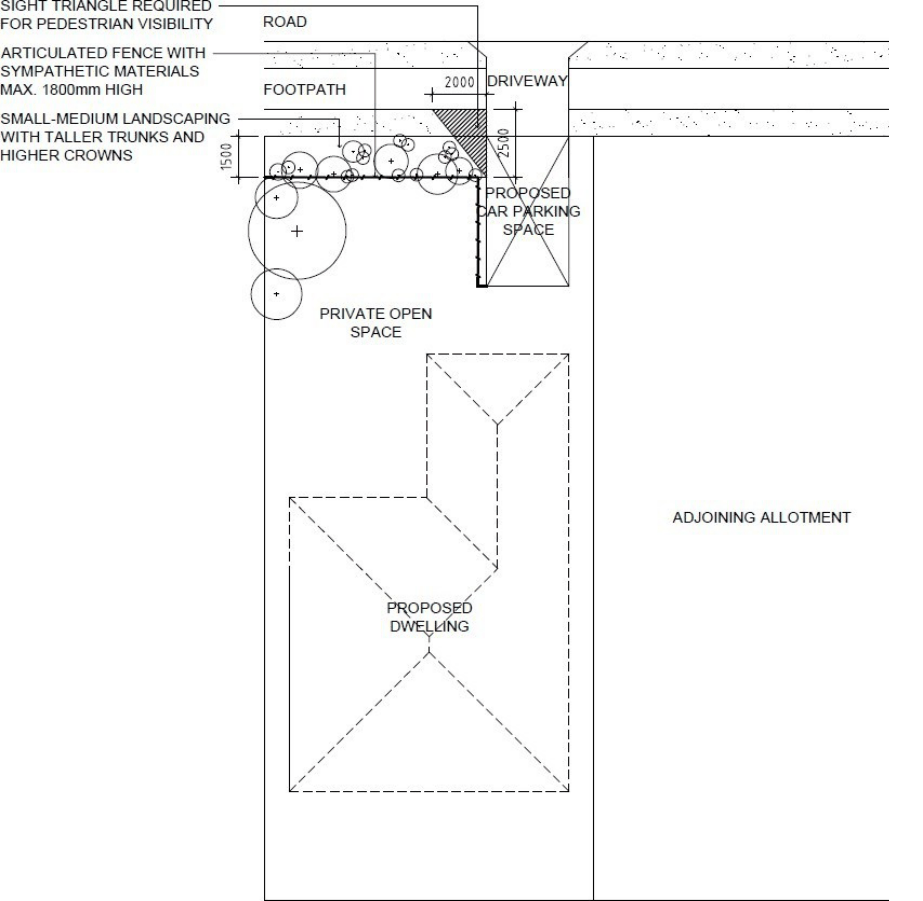 SIGHT TRIANGLE REQUIRED
FOR PEDESTRIAN VISIBILITY
ROAD
ARTICULATED FENCE WITH
SYMPATHETIC MATERIALS
MAX. 1800mm HIGH
2000
DRIVEWAY
FOOTPATH
SMALL-MEDIUM LANDSCAPING
WITH TALLER TRUNKS AND
HIGHER CROWNS
1500
2500
PROPOSED
CAR PARKING
SPACE
PRIVATE OPEN
SPACE
ADJOINING ALLOTMENT
PROPOSED
DWELLING